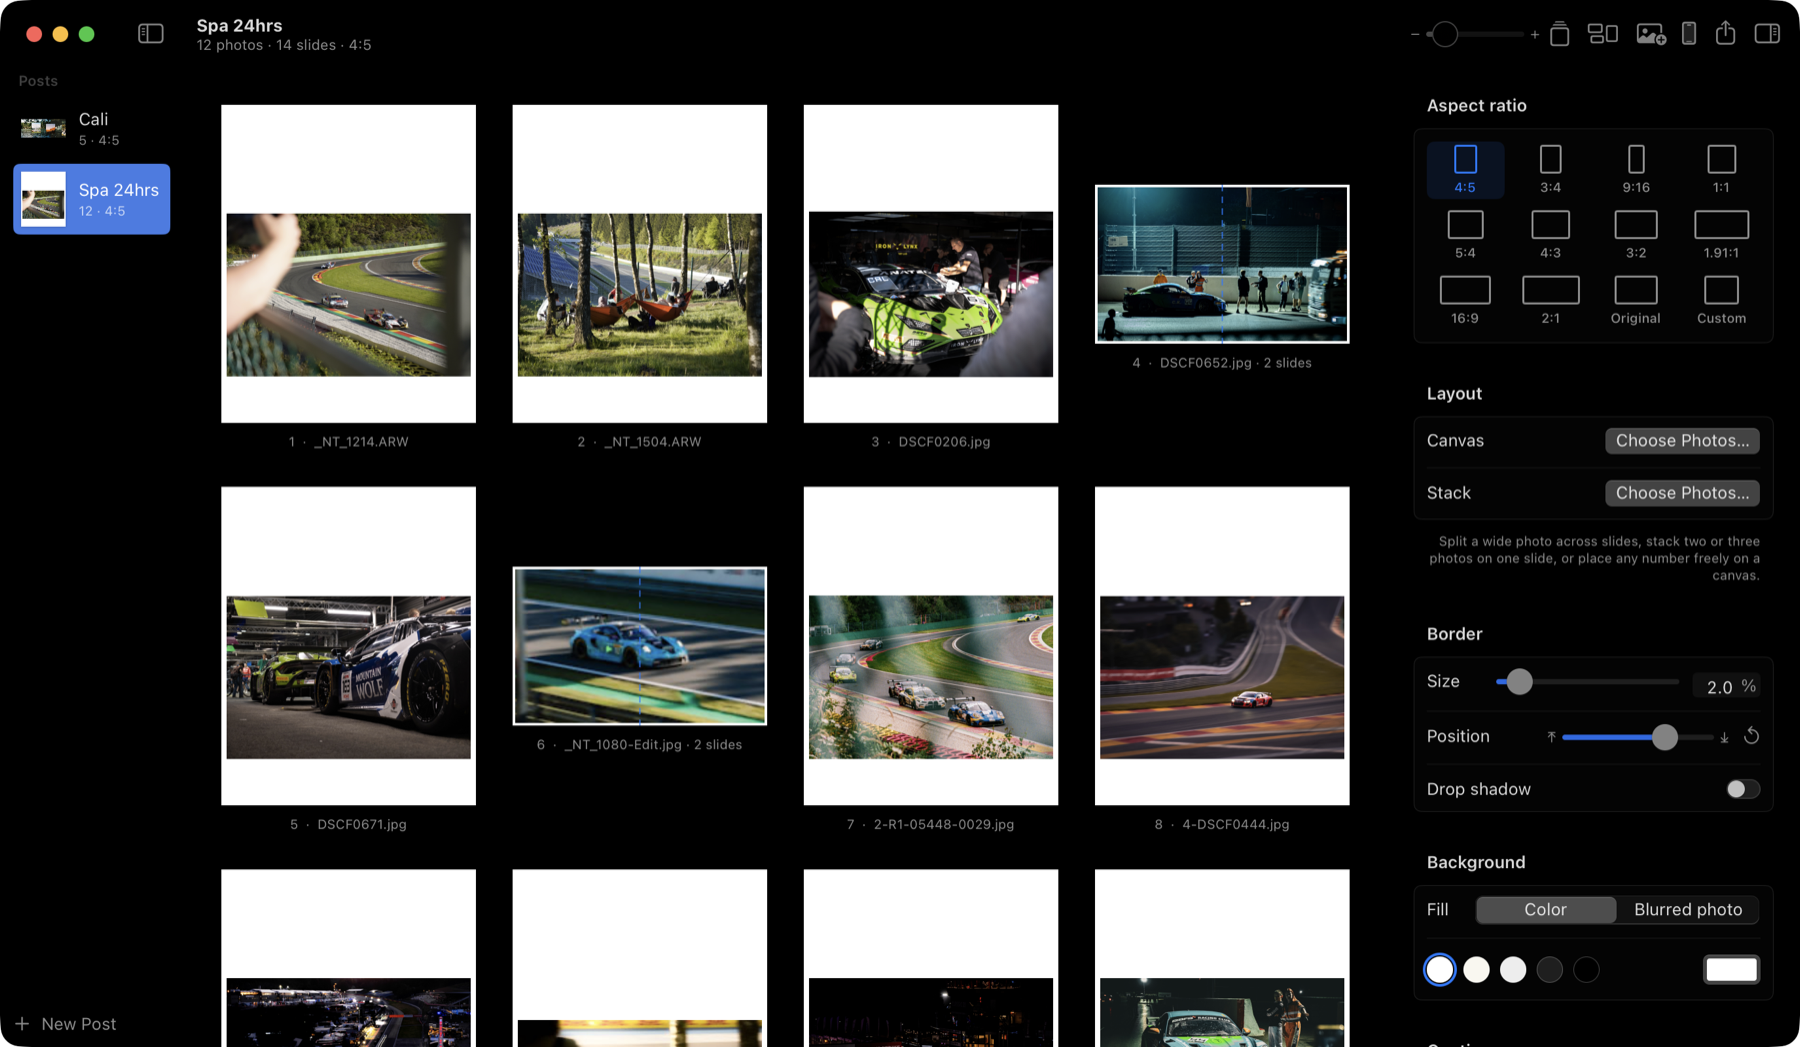 Spa 24hrs
12 photos · 14 slides · 4:5
Posts
Cali
5 · 4:5
Spa 24hrs
12 · 4:5
New Post
1 · _NT_1214.ARW
2 · _NT_1504.ARW
IRON LYNX
3 · DSCF0206.jpg
4 · DSCF0652.jpg · 2 slides
MOUNTAIN
WOLF
5 · DSCF0671.jpg
6 · _NT_1080-Edit.jpg · 2 slides
7 · 2-R1-05448-0029.jpg
8 · 4-DSCF0444.jpg
Aspect ratio
4:5
3:4
9:16
1:1
5:4
4:3
3:2
1.91:1
16:9
2:1
Original
Custom
Layout
Canvas
Choose Photos...
Stack
Choose Photos...
Split a wide photo across slides, stack two or three
photos on one slide, or place any number freely on a
canvas.
Border
Size
2.0 %
Position
Drop shadow
Background
Fill
Color
Blurred photo